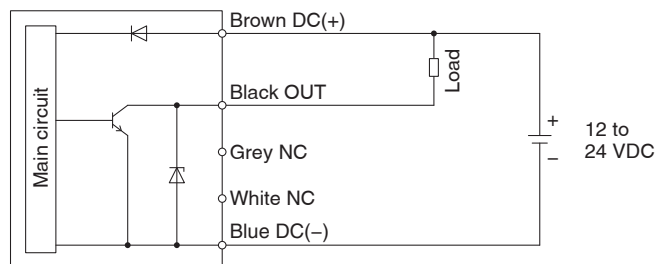 Brown DC(+)
Main circuit
Black OUT
Load
Grey NC
White NC
Blue DC(−)
+
−
12 to
24 VDC